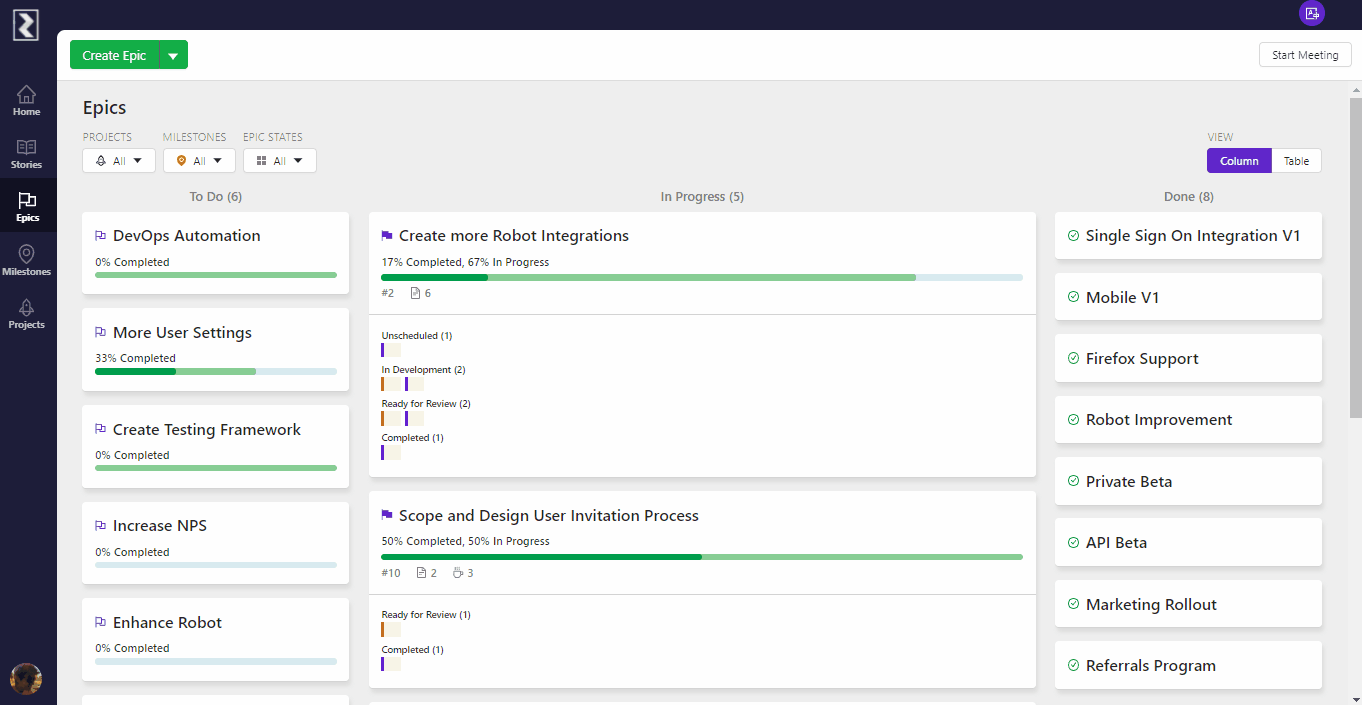 Create Epic
Start Meeting
Home
Stories
Epics
Milestones
Projects
Epics
PROJECTS MILESTONES EPIC STATES VIEW
All All All Column Table
To Do (6)
DevOps Automation
0% Completed
More User Settings
33% Completed
Create Testing Framework
0% Completed
Increase NPS
0% Completed
Enhance Robot
0% Completed
In Progress (5)
Create more Robot Integrations
17% Completed, 67% In Progress
#2 6
Unscheduled (1)
In Development (2)
Ready for Review (2)
Completed (1)
Scope and Design User Invitation Process
50% Completed, 50% In Progress
#10 2 3
Ready for Review (1)
Completed (1)
Done (8)
Single Sign On Integration V1
Mobile V1
Firefox Support
Robot Improvement
Private Beta
API Beta
Marketing Rollout
Referrals Program